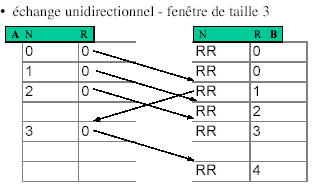 • échange unidirectionnel - fenêtre de taille 3
A N R N R B
0 0 RR 0
1 0 RR 0
2 0 RR 1
RR 2
3 0 RR 3
RR 4